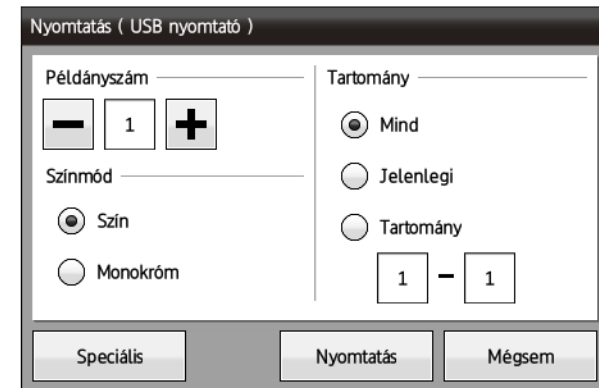 Nyomtatás ( USB nyomtató )
Példányszám
1
Színmód
Szín
Monokróm
Tartomány
Mind
Jelenlegi
Tartomány
1 – 1
Speciális
Nyomtatás
Mégsem